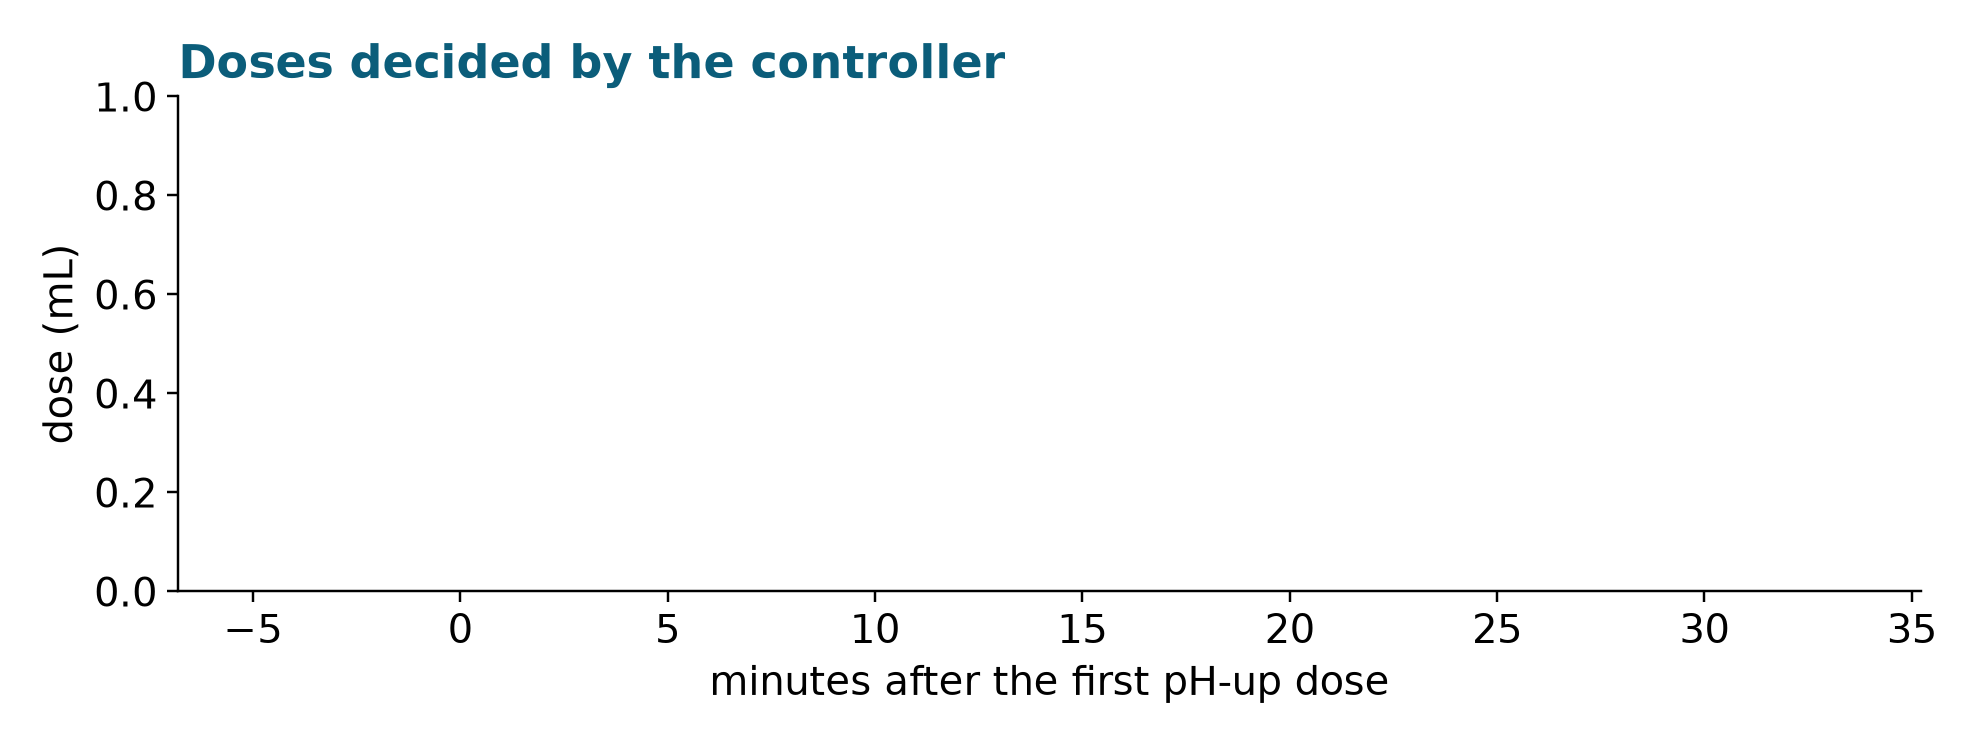 Doses decided by the controller
1.0
0.8
0.6
0.4
0.2
0.0
dose (mL)
−5 0 5 10 15 20 25 30 35
minutes after the first pH-up dose